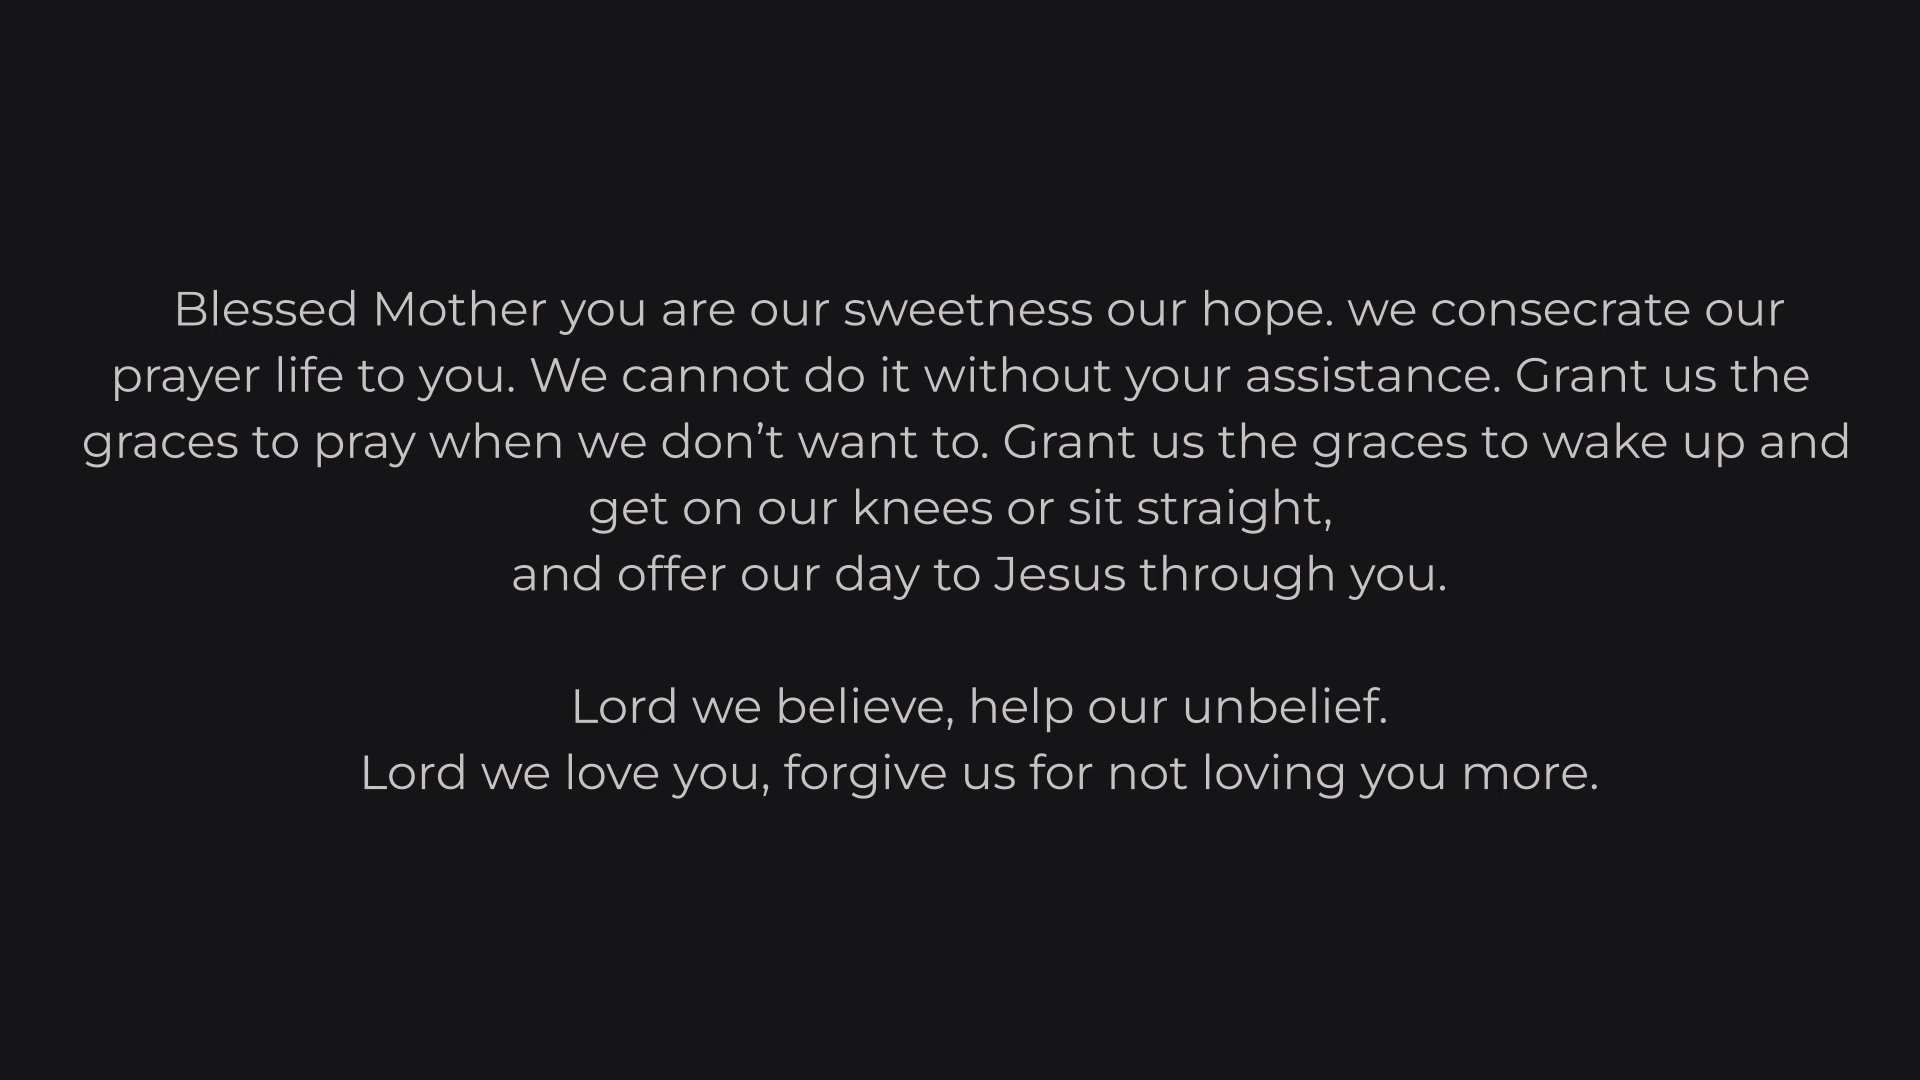 Blessed Mother you are our sweetness our hope. we consecrate our
prayer life to you. We cannot do it without your assistance. Grant us the
graces to pray when we don’t want to. Grant us the graces to wake up and
get on our knees or sit straight,
and offer our day to Jesus through you.
Lord we believe, help our unbelief.
Lord we love you, forgive us for not loving you more.